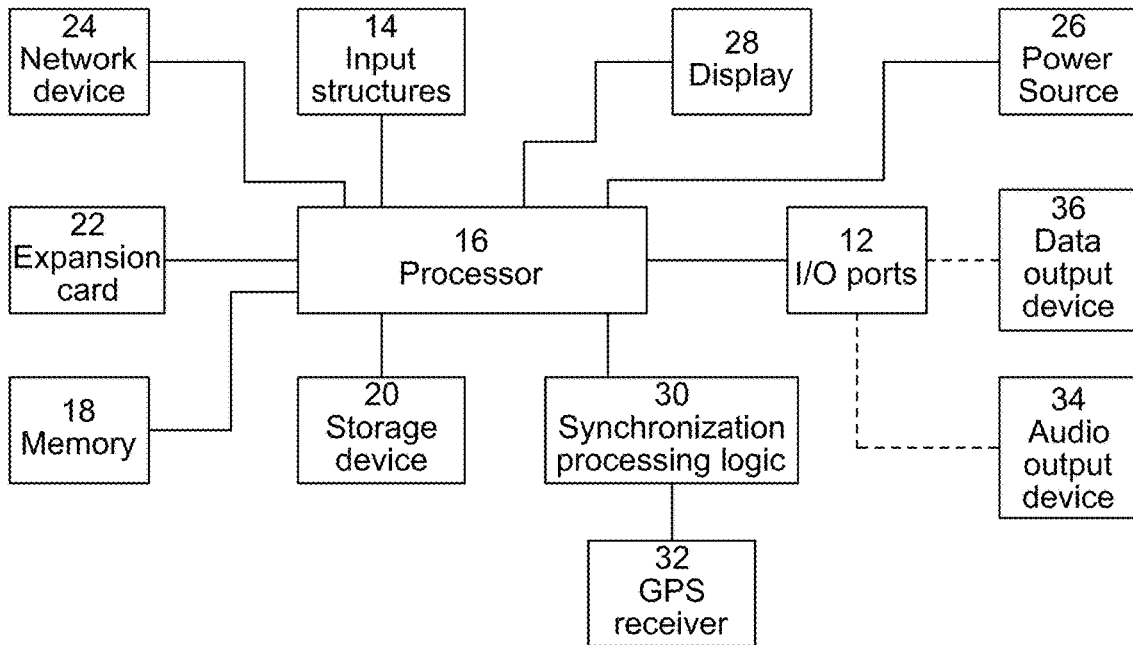 24
Network
device
14
Input
structures
28
Display
26
Power
Source
22
Expansion
card
16
Processor
12
I/O ports
36
Data
output
device
18
Memory
20
Storage
device
30
Synchronization
processing logic
34
Audio
output
device
32
GPS
receiver